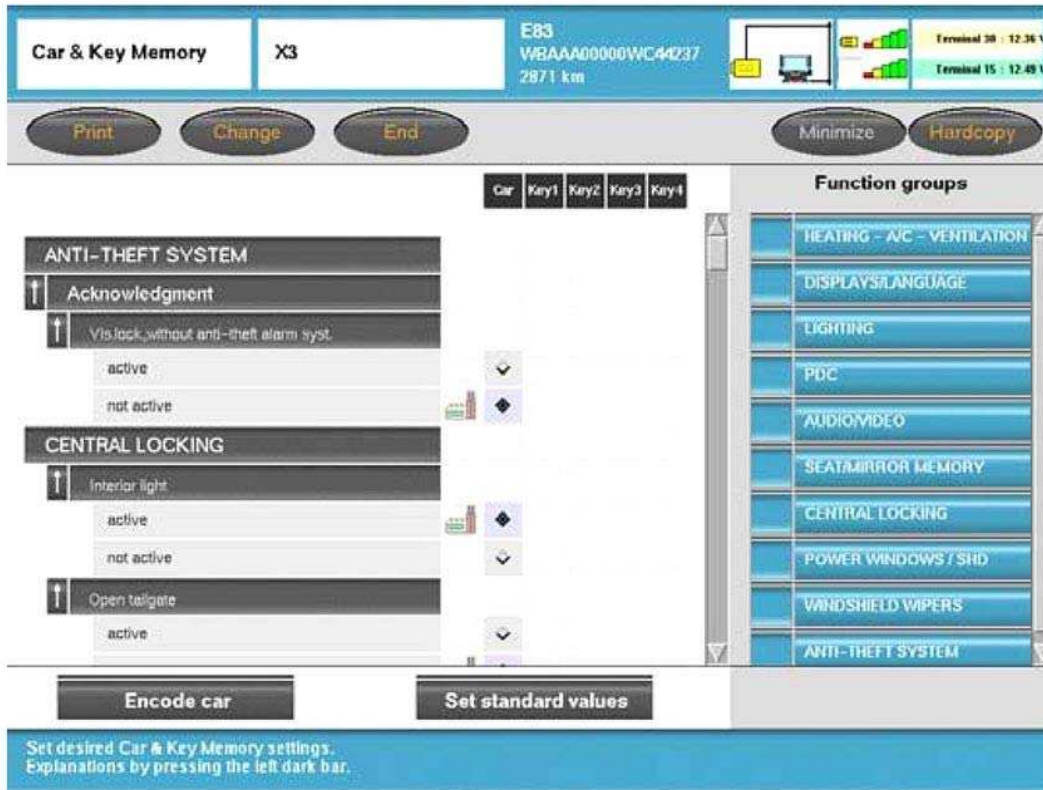 Car & Key Memory
X3
E83
WBAAA00000WC44237
2871 km
Terminal 30 : 12.36 V
Terminal 15 : 12.49 V
Print
Change
End
Minimize
Hardcopy
Car Key1 Key2 Key3 Key4
Function groups
ANTI-THEFT SYSTEM
Acknowledgment
Vis.lock.,without anti-theft alarm syst.
active
not active
CENTRAL LOCKING
Interior light
active
not active
Open tailgate
active
HEATING - A/C - VENTILATION
DISPLAYS/LANGUAGE
LIGHTING
PDC
AUDIO/VIDEO
SEAT/MIRROR MEMORY
CENTRAL LOCKING
POWER WINDOWS / SHD
WINDSHIELD WIPERS
ANTI-THEFT SYSTEM
Encode car
Set standard values
Set desired Car & Key Memory settings.
Explanations by pressing the left dark bar.